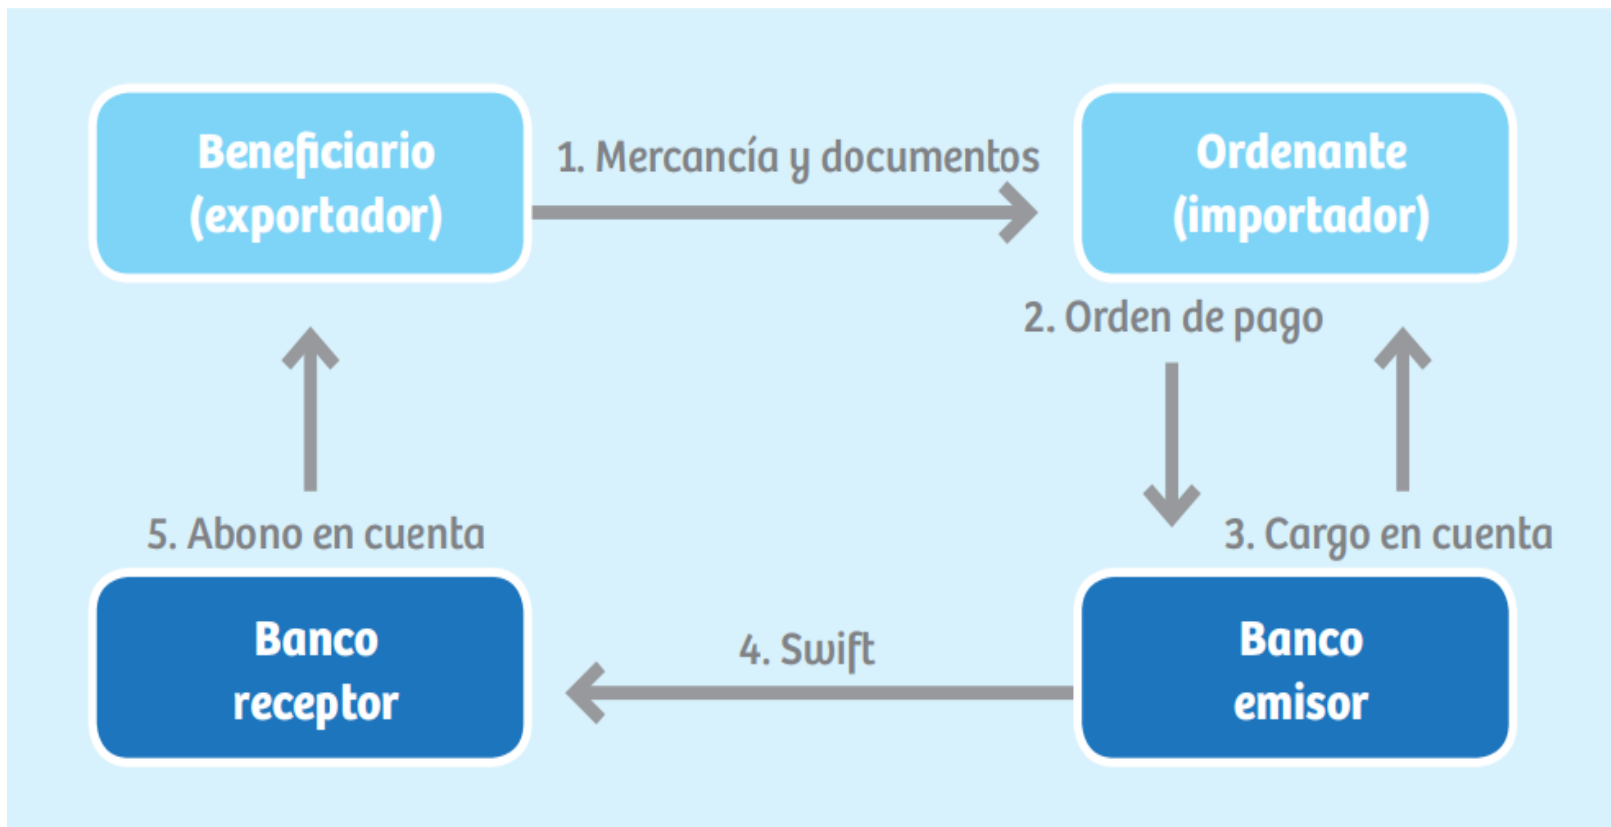 Beneficiario
(exportador)
1. Mercancía y documentos
Ordenante
(importador)
2. Orden de pago
3. Cargo en cuenta
5. Abono en cuenta
Banco
receptor
4. Swift
Banco
emisor